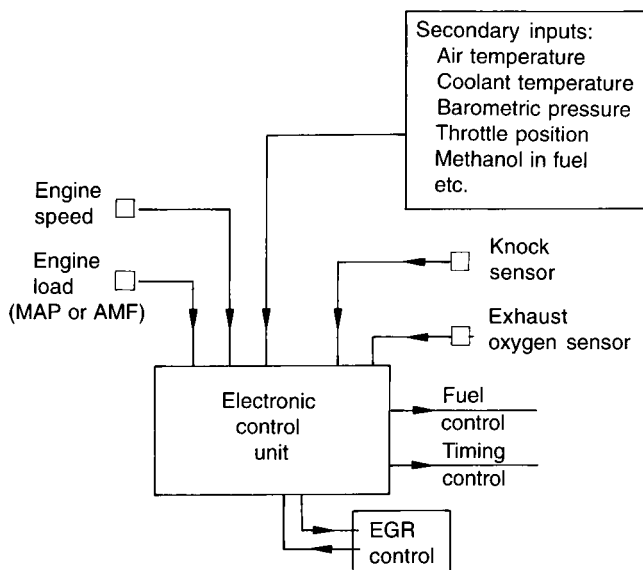 Secondary inputs:
Air temperature
Coolant temperature
Barometric pressure
Throttle position
Methanol in fuel
etc.
Engine
speed
Engine
load
(MAP or AMF)
Knock
sensor
Exhaust
oxygen sensor
Electronic
control
unit
Fuel
control
Timing
control
EGR
control